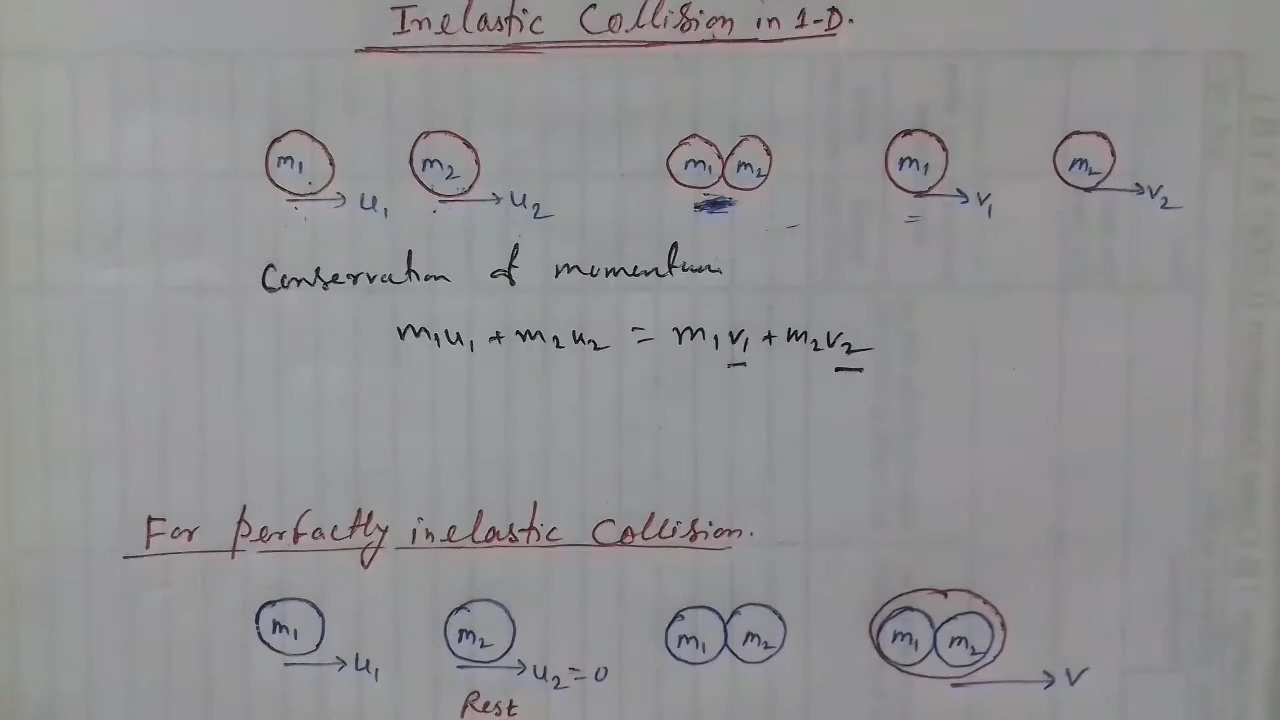 Inelastic Collision in 1-D.
m1 m2 m1 m2 m1 m2
u1 u2 v1 v2
Conservation of momentum
m1u1 + m2u2 = m1v1 + m2v2
For perfactly inelastic Collision.
m1 m2 m1 m2 m1 m2
u1 u2=0 v
Rest